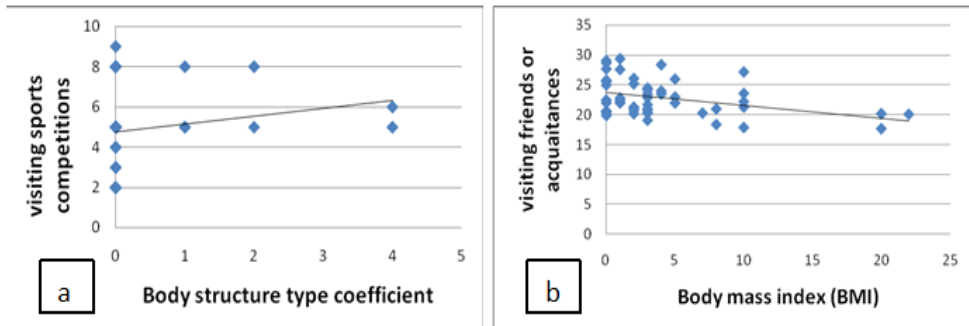 visiting sports
competitions
10
8
6
4
2
0
0 1 2 3 4 5
Body structure type coefficient
a
visiting friends or
acquaitances
35
30
25
20
15
10
5
0
0 5 10 15 20 25
Body mass index (BMI)
b